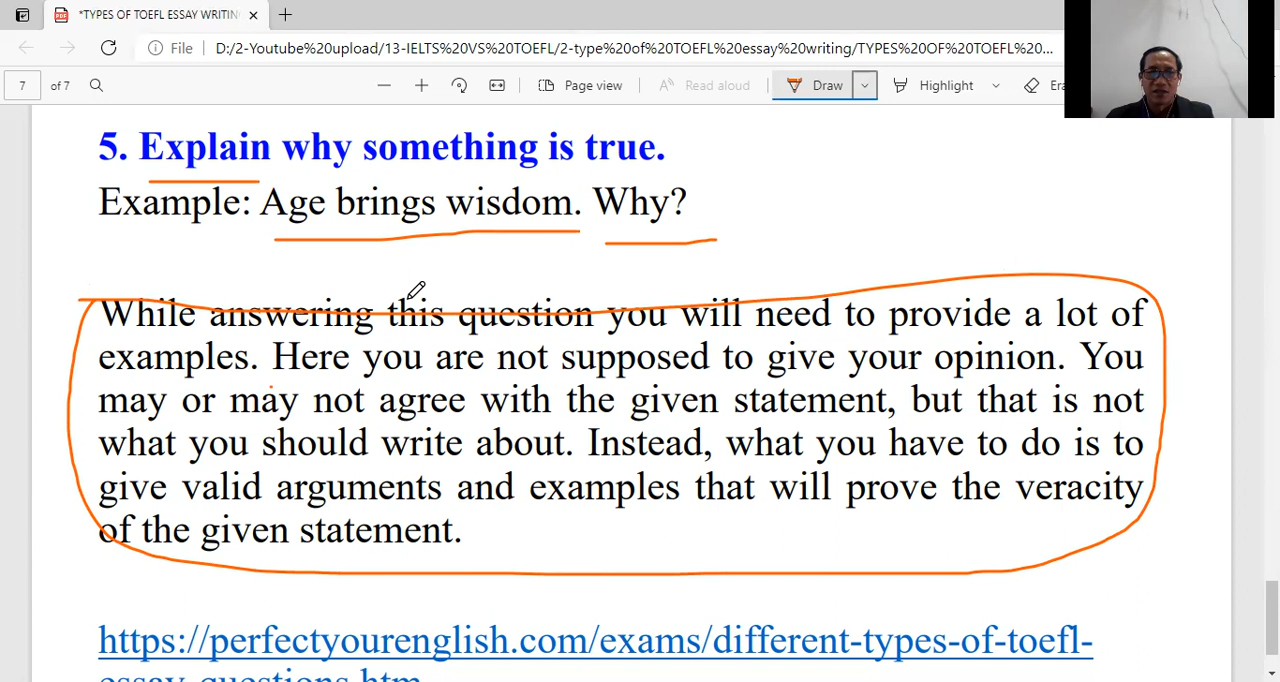 *TYPES OF TOEFL ESSAY WRITIN
File D:/2-Youtube%20upload/13-IELTS%20VS%20TOEFL/2-type%20of%20TOEFL%20essay%20writing/TYPES%20OF%20TOEFL%20...
7 of 7 Page view Read aloud Draw Highlight Era
5. Explain why something is true.
Example: Age brings wisdom. Why?
While answering this question you will need to provide a lot of
examples. Here you are not supposed to give your opinion. You
may or may not agree with the given statement, but that is not
what you should write about. Instead, what you have to do is to
give valid arguments and examples that will prove the veracity
of the given statement.
https://perfectyourenglish.com/exams/different-types-of-toefl-
essay-questions.htm